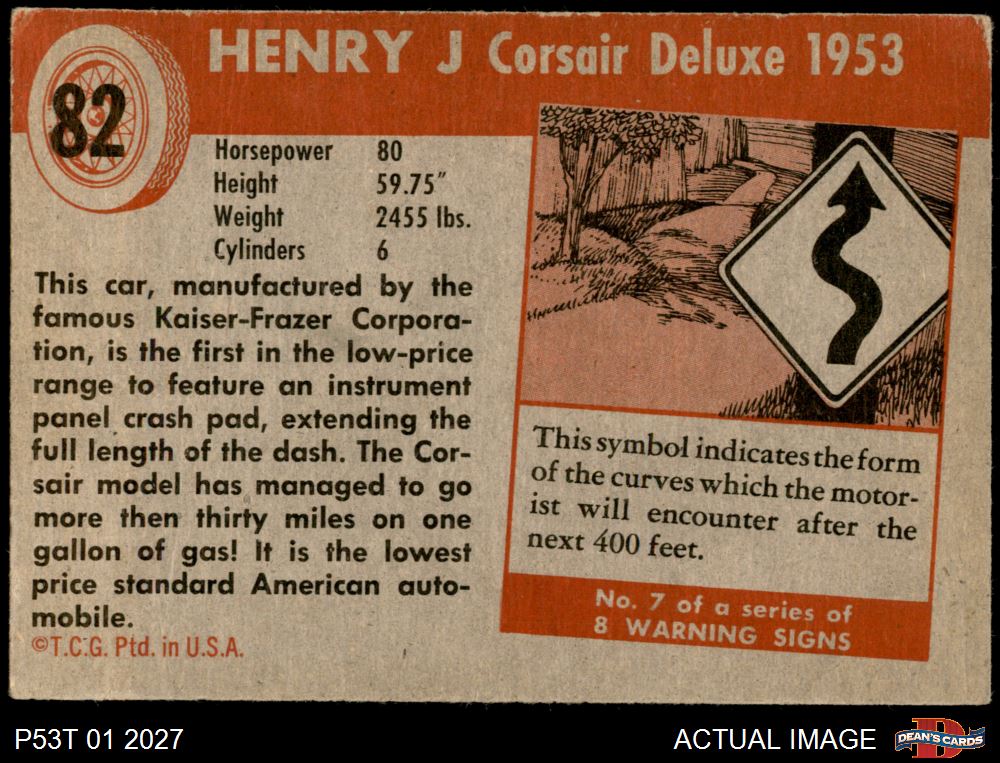 82
HENRY J Corsair Deluxe 1953
Horsepower 80
Height 59.75"
Weight 2455 lbs.
Cylinders 6
This car, manufactured by the
famous Kaiser-Frazer Corpora-
tion, is the first in the low-price
range to feature an instrument
panel crash pad, extending the
full length of the dash. The Cor-
sair model has managed to go
more then thirty miles on one
gallon of gas! It is the lowest
price standard American auto-
mobile.
©T.C.G. Ptd. in U.S.A.
This symbol indicates the form
of the curves which the motor-
ist will encounter after the
next 400 feet.
No. 7 of a series of
8 WARNING SIGNS
P53T 01 2027
ACTUAL IMAGE
D
DEAN'S CARDS